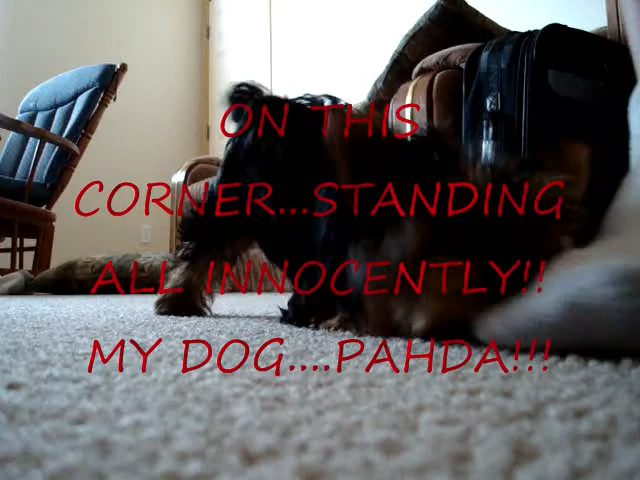 ON THIS
CORNER...STANDING
ALL INNOCENTLY!!
MY DOG....PAHDA!!!